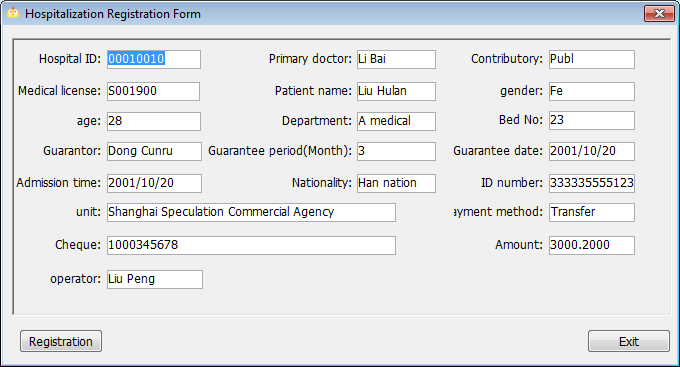 Hospitalization Registration Form
Hospital ID: 00010010 Primary doctor: Li Bai Contributory: Publ
Medical license: S001900 Patient name: Liu Hulan gender: Fe
age: 28 Department: A medical Bed No: 23
Guarantor: Dong Cunru Guarantee period(Month): 3 Guarantee date: 2001/10/20
Admission time: 2001/10/20 Nationality: Han nation ID number: 333335555123
unit: Shanghai Speculation Commercial Agency ayment method: Transfer
Cheque: 1000345678 Amount: 3000.2000
operator: Liu Peng
Registration Exit